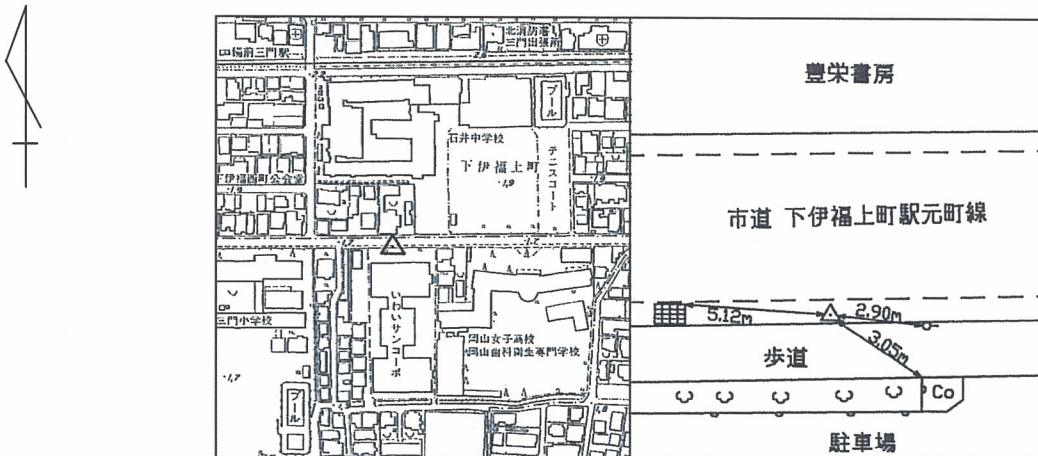 北消防署
三門出張所
備前三門駅
プール
石井中学校
下伊福上町
テニスコート
下伊福西町公会堂
いわいサンコーポ
三門小学校
岡山女子高校
岡山歯科衛生専門学校
プール
豊栄書房
市道 下伊福上町駅元町線
5.12m
2.90m
3.05m
歩道
Co
駐車場